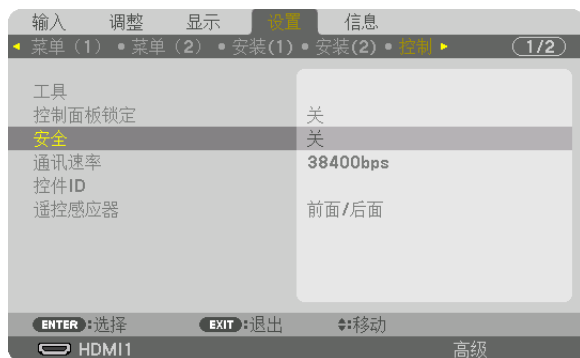 输入 调整 显示 设置 信息
菜单（1） 菜单（2） 安装(1) 安装(2) 控制 1/2
工具
控制面板锁定 关
安全 关
通讯速率 38400bps
控件ID
遥控感应器 前面/后面
ENTER:选择 EXIT:退出 :移动
HDMI1 高级